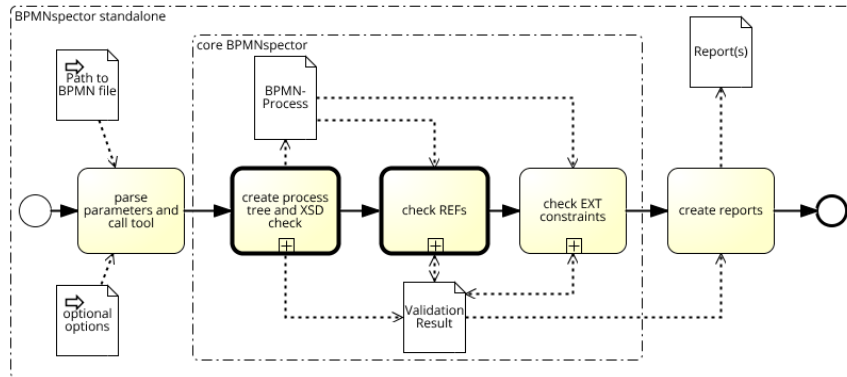 BPMNspector standalone
core BPMNspector
Path to
BPMN file
BPMN-
Process
Report(s)
parse
parameters and
call tool
create process
tree and XSD
check
check REFs
check EXT
constraints
create reports
optional
options
Validation
Result